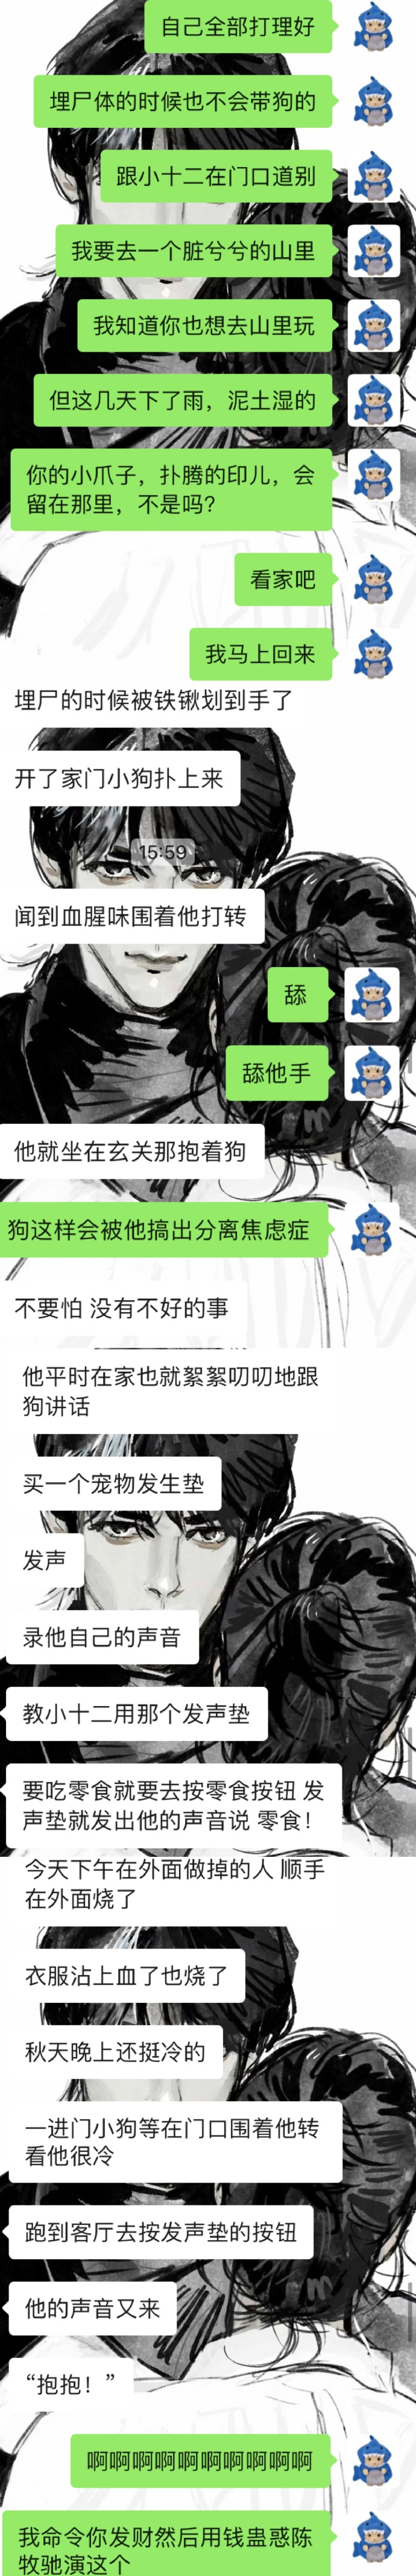 自己全部打理好
埋尸体的时候也不会带狗的
跟小十二在门口道别
我要去一个脏兮兮的山里
我知道你也想去山里玩
但这几天下了雨，泥土湿的
你的小爪子，扑腾的印儿，会
留在那里，不是吗？
看家吧
我马上回来
埋尸的时候被铁锹划到手了
开了家门小狗扑上来
15:59
闻到血腥味围着他打转
舔
舔他手
他就坐在玄关那抱着狗
狗这样会被他搞出分离焦虑症
不要怕 没有不好的事
他平时在家也就絮絮叨叨地跟
狗讲话
买一个宠物发生垫
发声
录他自己的声音
教小十二用那个发声垫
要吃零食就要去按零食按钮 发
声垫就发出他的声音说 零食！
今天下午在外面做掉的人 顺手
在外面烧了
衣服沾上血了也烧了
秋天晚上还挺冷的
一进门小狗等在门口围着他转
看他很冷
跑到客厅去按发声垫的按钮
他的声音又来
“抱抱！”
啊啊啊啊啊啊啊啊啊啊
我命令你发财然后用钱蛊惑陈
牧驰演这个